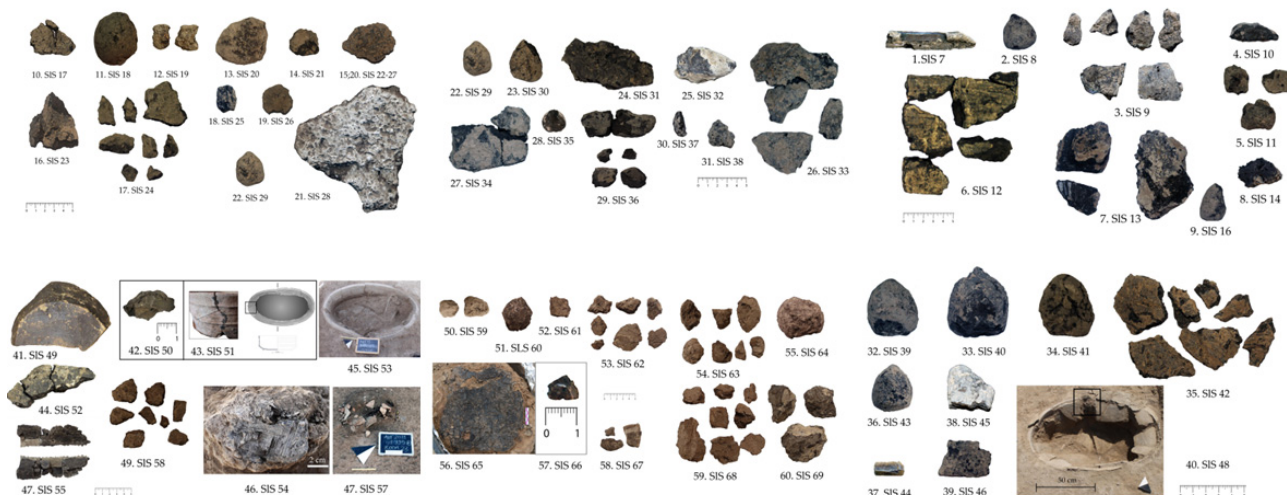 10. SIS 17
11. SIS 18
12. SIS 19
13. SIS 20
14. SIS 21
15;20. SIS 22-27
16. SIS 23
17. SIS 24
18. SIS 25
19. SIS 26
22. SIS 29
21. SIS 28
22. SIS 29
23. SIS 30
24. SIS 31
25. SIS 32
27. SIS 34
28. SIS 35
29. SIS 36
30. SIS 37
31. SIS 38
26. SIS 33
1.SIS 7
2. SIS 8
3. SIS 9
4. SIS 10
5. SIS 11
6. SIS 12
7. SIS 13
8. SIS 14
9. SIS 16
41. SIS 49
42. SIS 50
0 1
43. SIS 51
45. SIS 53
44. SIS 52
49. SIS 58
47. SIS 55
2 cm
46. SIS 54
47. SIS 57
50. SIS 59
51. SLS 60
52. SIS 61
53. SIS 62
54. SIS 63
55. SIS 64
56. SIS 65
0 1
57. SIS 66
58. SIS 67
59. SIS 68
60. SIS 69
32. SIS 39
33. SIS 40
34. SIS 41
35. SIS 42
36. SIS 43
38. SIS 45
37. SIS 44
39. SIS 46
50 cm
40. SIS 48